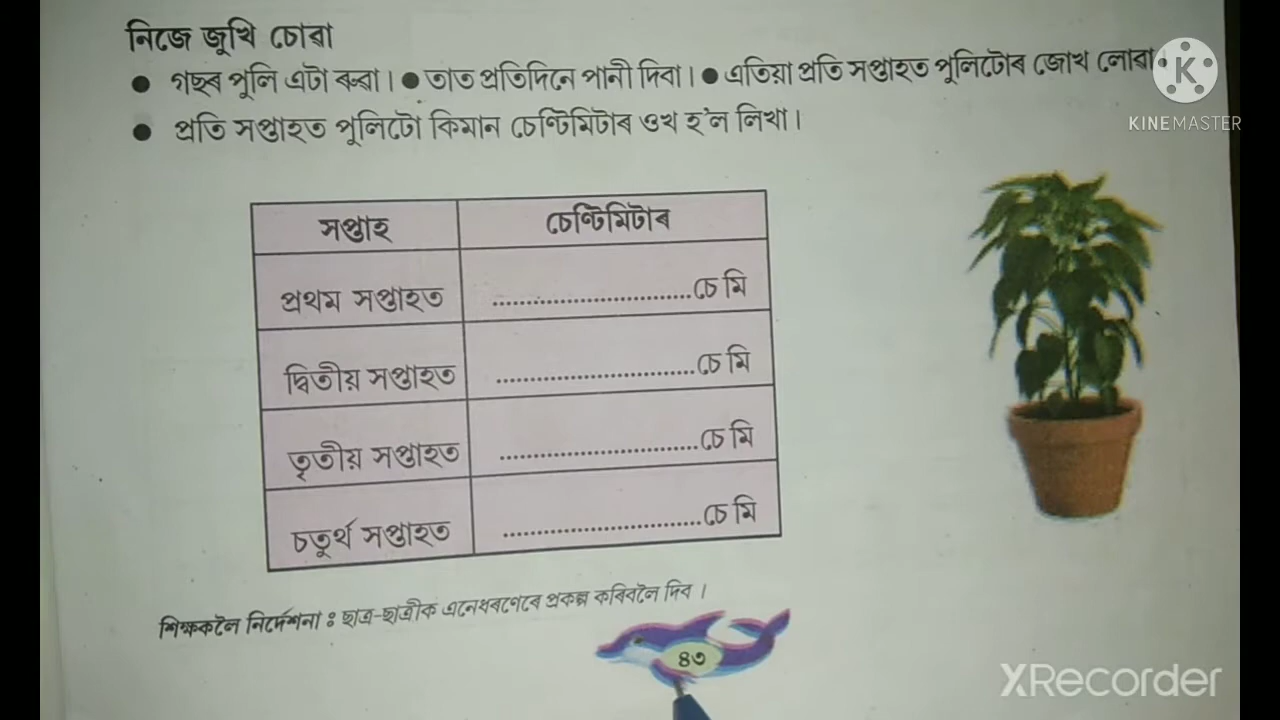 নিজে জুখি চোৱা
● গছৰ পুলি এটা ৰুবা। ● তাত প্ৰতিদিনে পানী দিবা। ● এতিয়া প্ৰতি সপ্তাহত পুলিটোৰ জোখ লোৱা।
● প্ৰতি সপ্তাহত পুলিটো কিমান চেণ্টিমিটাৰ ওখ হ'ল লিখা।
K
KINEMASTER
সপ্তাহ চেণ্টিমিটাৰ
প্ৰথম সপ্তাহত ..............................চে মি
দ্বিতীয় সপ্তাহত ..............................চে মি
তৃতীয় সপ্তাহত ..............................চে মি
চতুৰ্থ সপ্তাহত ..............................চে মি
শিক্ষকলৈ নিৰ্দেশনা ঃ ছাত্ৰ-ছাত্ৰীক এনেধৰণেৰে প্ৰকল্প কৰিবলৈ দিব।
৪৩
XRecorder